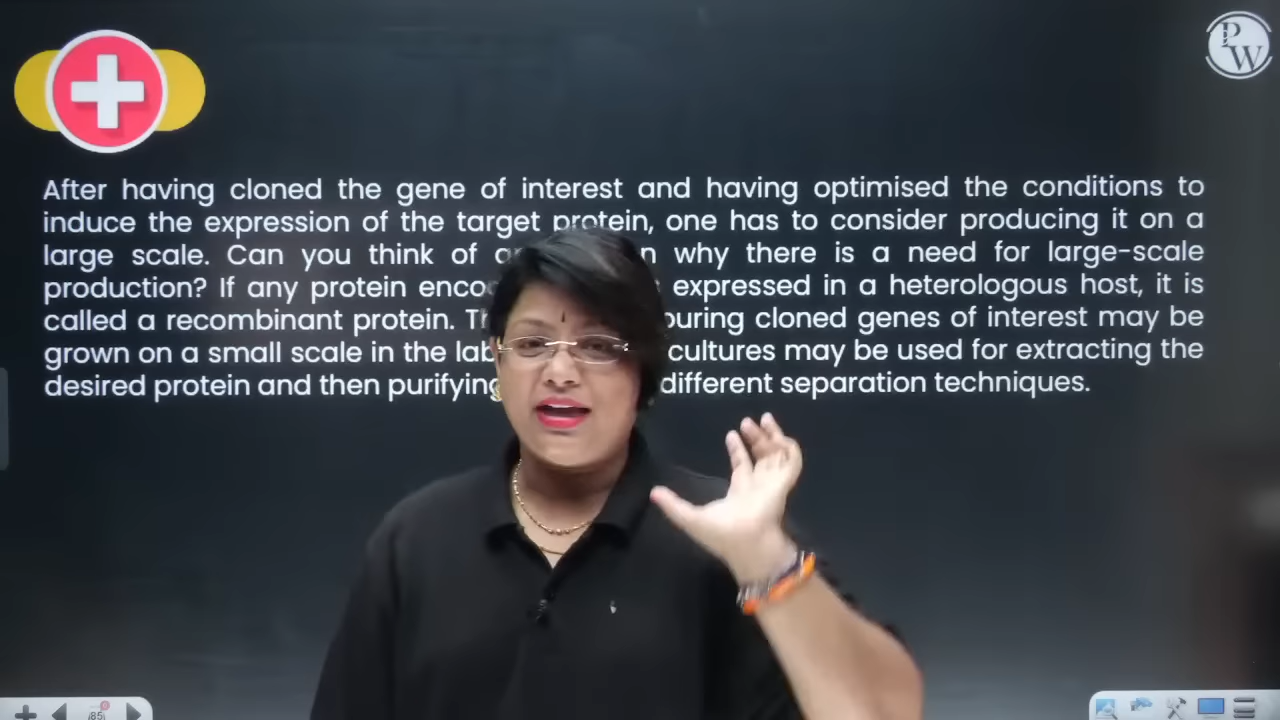 PW
After having cloned the gene of interest and having optimised the conditions to
induce the expression of the target protein, one has to consider producing it on a
large scale. Can you think of why there is a need for large-scale
production? If any protein expressed in a heterologous host, it is
called a recombinant protein. cloned genes of interest may be
grown on a small scale in the cultures may be used for extracting the
desired protein and then purifying different separation techniques.
85